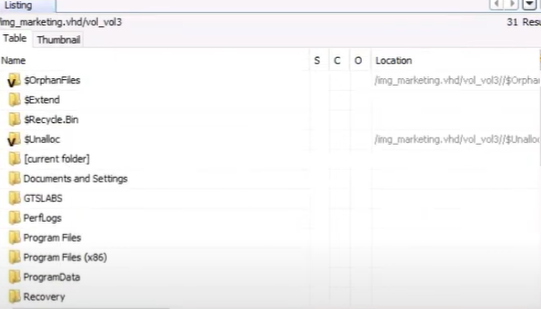 Listing
/img_marketing.vhd/vol_vol3
31 Resu
Table Thumbnail
Name S C O Location
$OrphanFiles /img_marketing.vhd/vol_vol3//$Orphan
$Extend
$Recycle.Bin
$Unalloc /img_marketing.vhd/vol_vol3//$Unalloc
[current folder]
Documents and Settings
GTSLABS
PerfLogs
Program Files
Program Files (x86)
ProgramData
Recovery